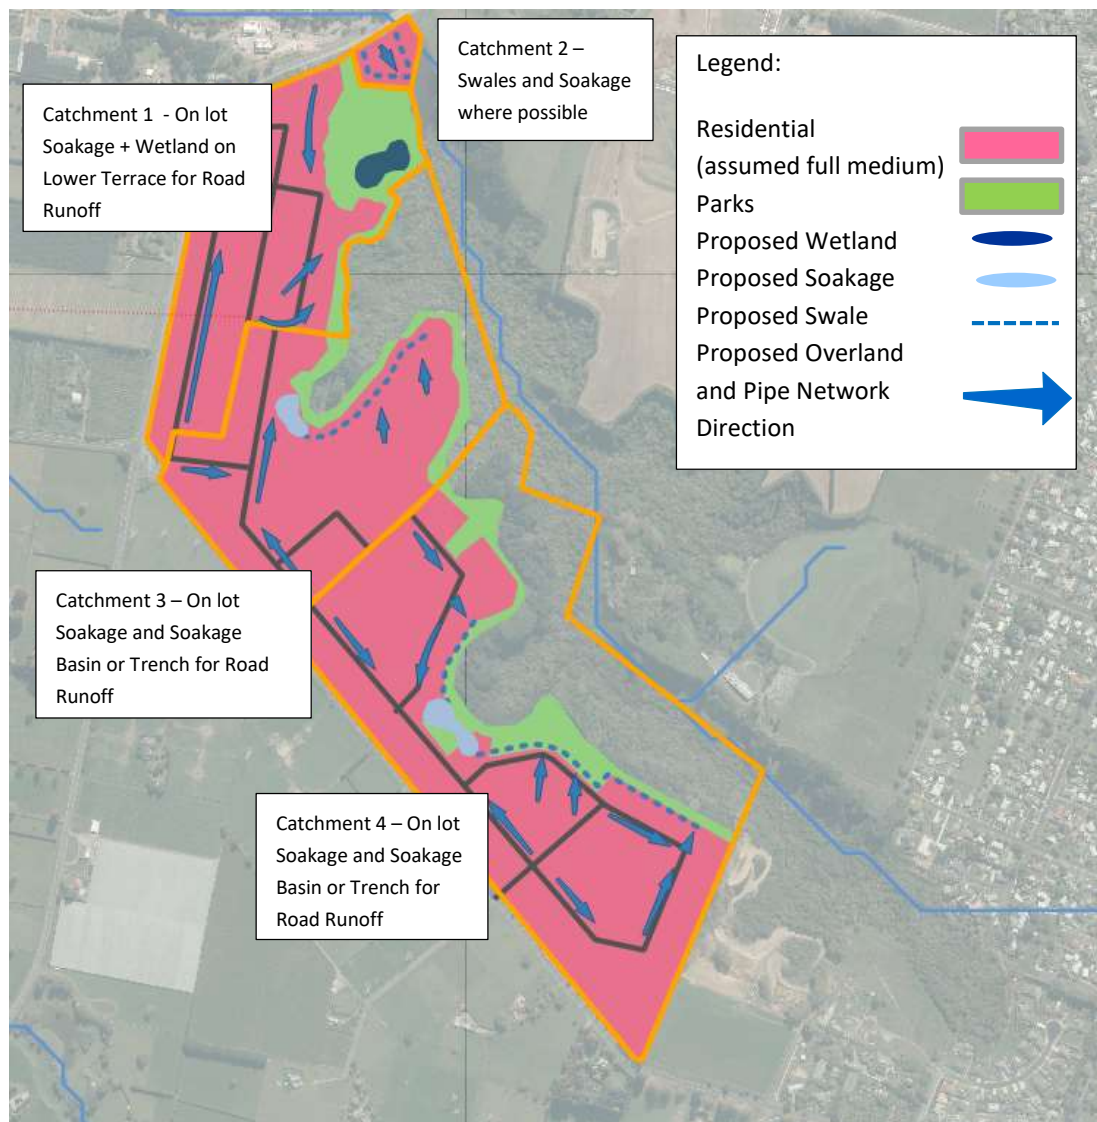 Catchment 2 –
Swales and Soakage
where possible
Legend:
Residential
(assumed full medium)
Parks
Proposed Wetland
Proposed Soakage
Proposed Swale
Proposed Overland
and Pipe Network
Direction
Catchment 1 - On lot
Soakage + Wetland on
Lower Terrace for Road
Runoff
Catchment 3 – On lot
Soakage and Soakage
Basin or Trench for Road
Runoff
Catchment 4 – On lot
Soakage and Soakage
Basin or Trench for
Road Runoff